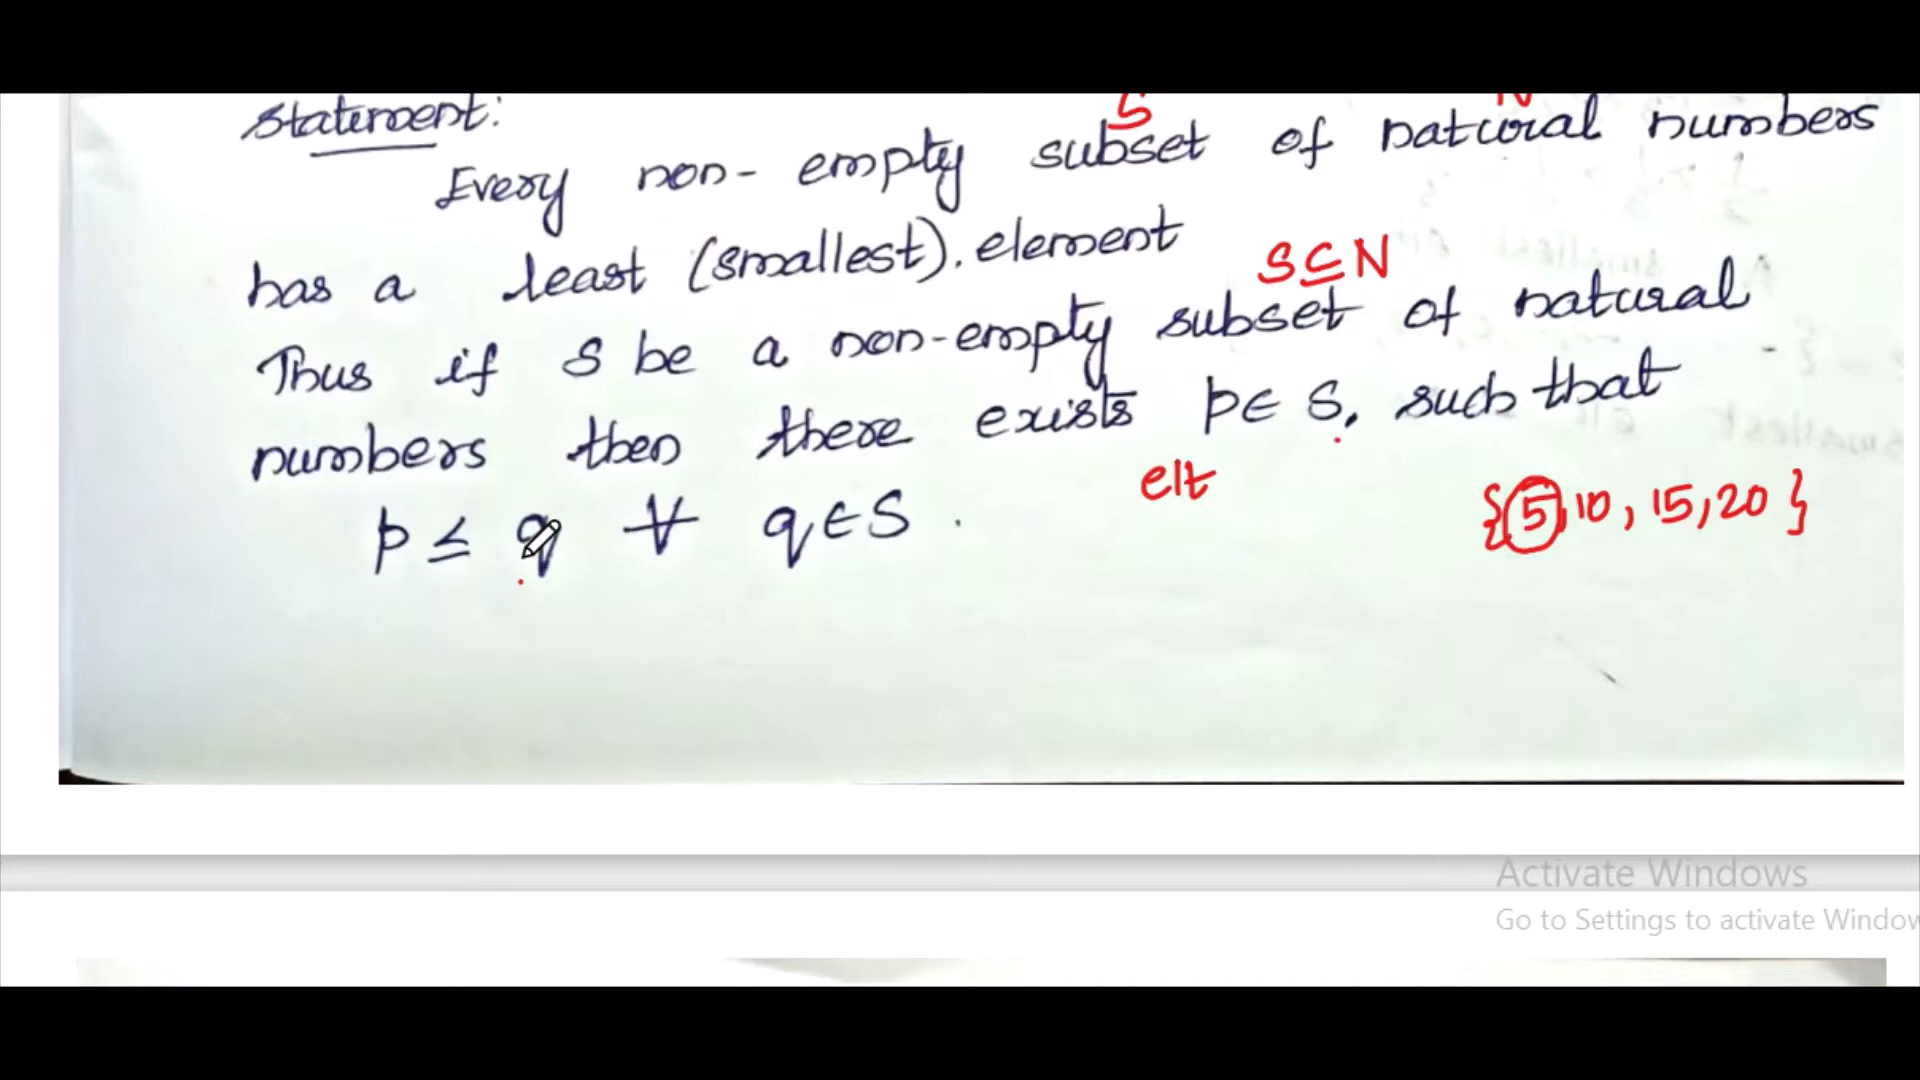 Statement:
S
N
Every non-empty subset of natural numbers
has a least (smallest). element
S ⊆ N
Thus if S be a non-empty subset of natural
numbers then there exists p ∈ S, such that
elt
{5, 10, 15, 20}
p ≤ q ∀ q ∈ S.
Activate Windows
Go to Settings to activate Window